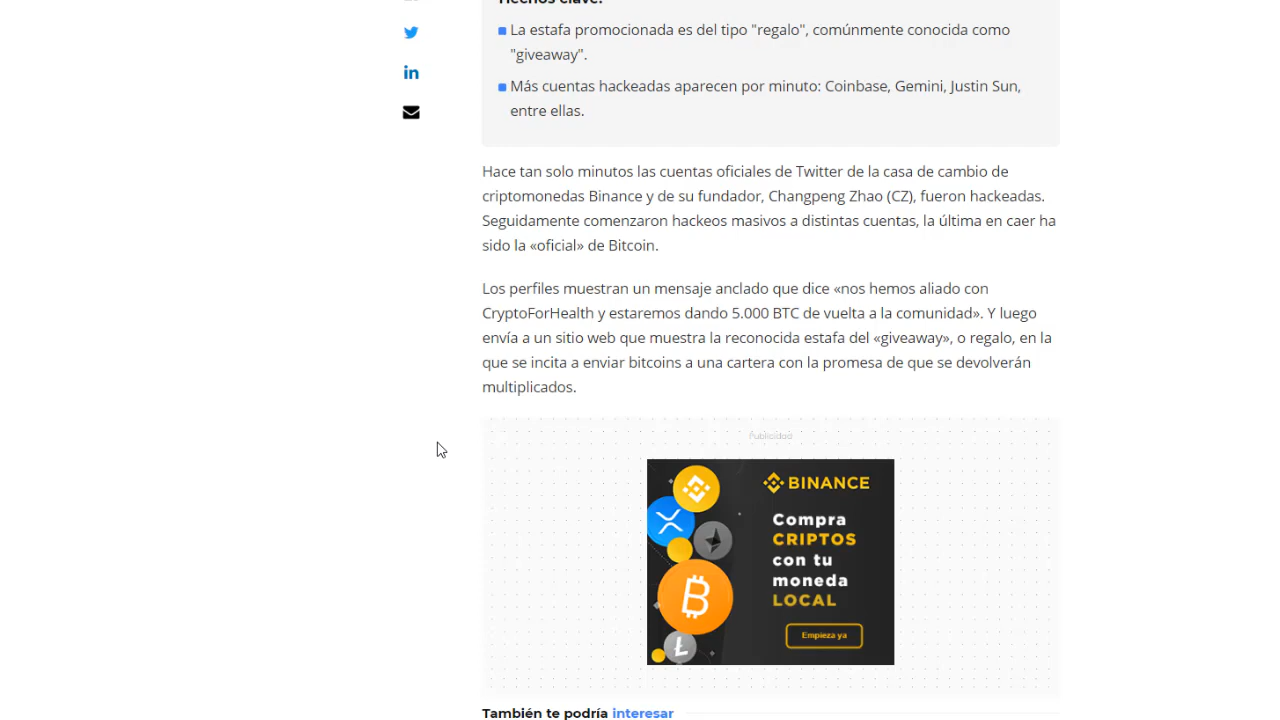 Hechos clave:
La estafa promocionada es del tipo "regalo", comúnmente conocida como
"giveaway".
Más cuentas hackeadas aparecen por minuto: Coinbase, Gemini, Justin Sun,
entre ellas.
Hace tan solo minutos las cuentas oficiales de Twitter de la casa de cambio de
criptomonedas Binance y de su fundador, Changpeng Zhao (CZ), fueron hackeadas.
Seguidamente comenzaron hackeos masivos a distintas cuentas, la última en caer ha
sido la «oficial» de Bitcoin.
Los perfiles muestran un mensaje anclado que dice «nos hemos aliado con
CryptoForHealth y estaremos dando 5.000 BTC de vuelta a la comunidad». Y luego
envía a un sitio web que muestra la reconocida estafa del «giveaway», o regalo, en la
que se incita a enviar bitcoins a una cartera con la promesa de que se devolverán
multiplicados.
Publicidad
BINANCE
Compra
CRIPTOS
con tu
moneda
LOCAL
Empieza ya
También te podría interesar